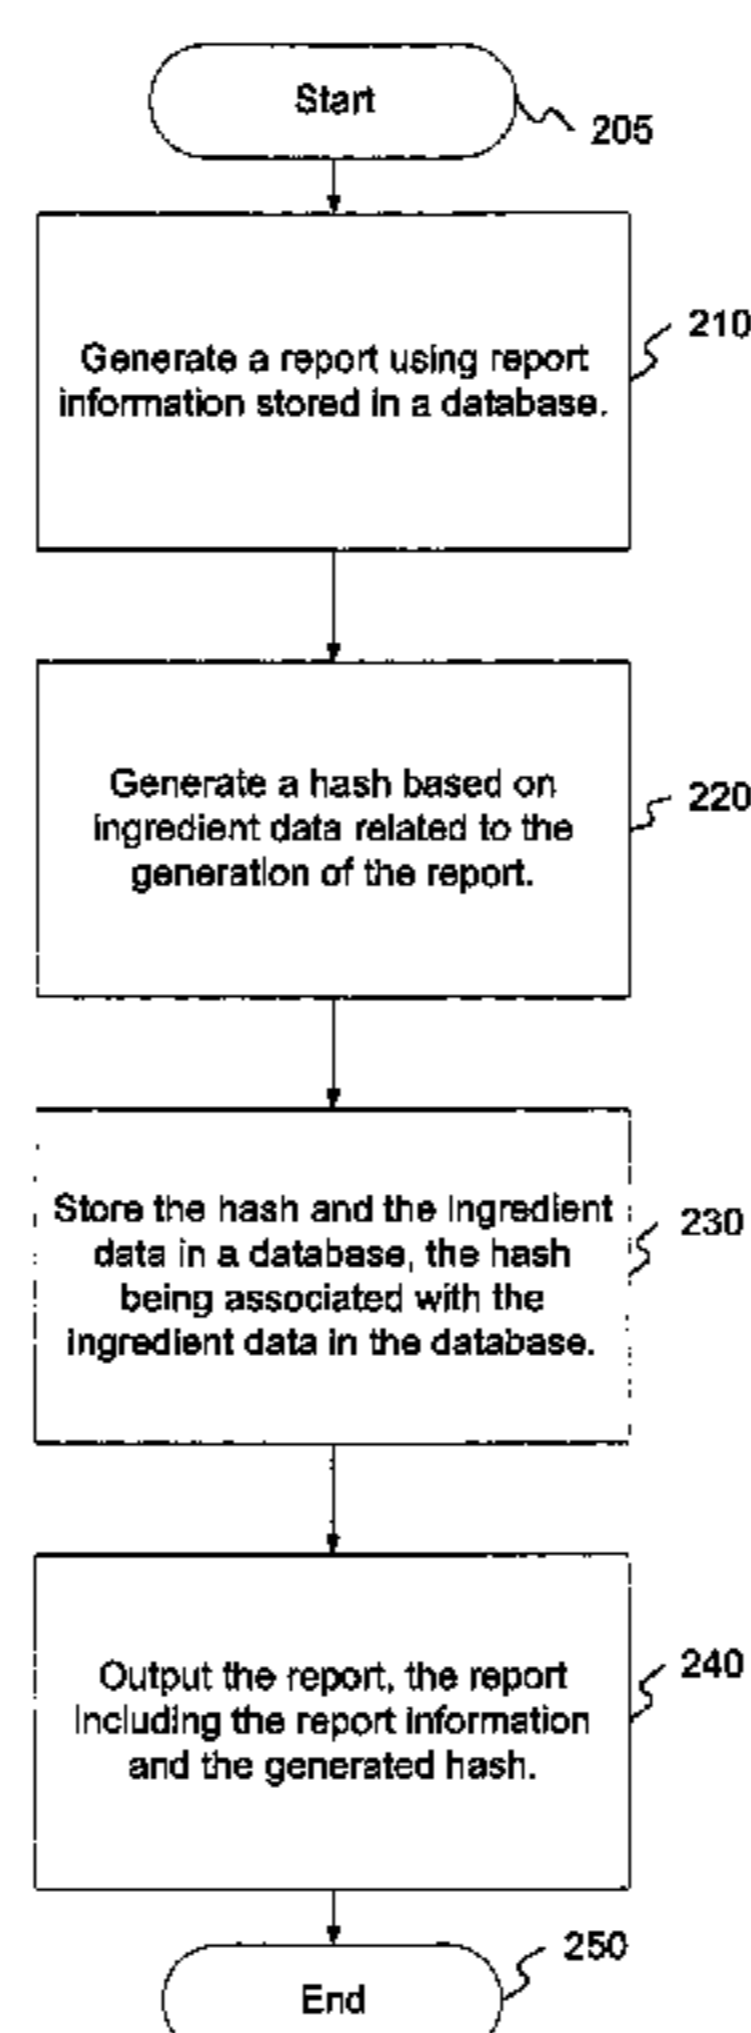 Start
205
210
Generate a report using report
information stored in a database.
Generate a hash based on
ingredient data related to the
generation of the report.
220
Store the hash and the ingredient
data in a database, the hash
being associated with the
ingredient data in the database.
230
Output the report, the report
including the report information
and the generated hash.
240
250
End